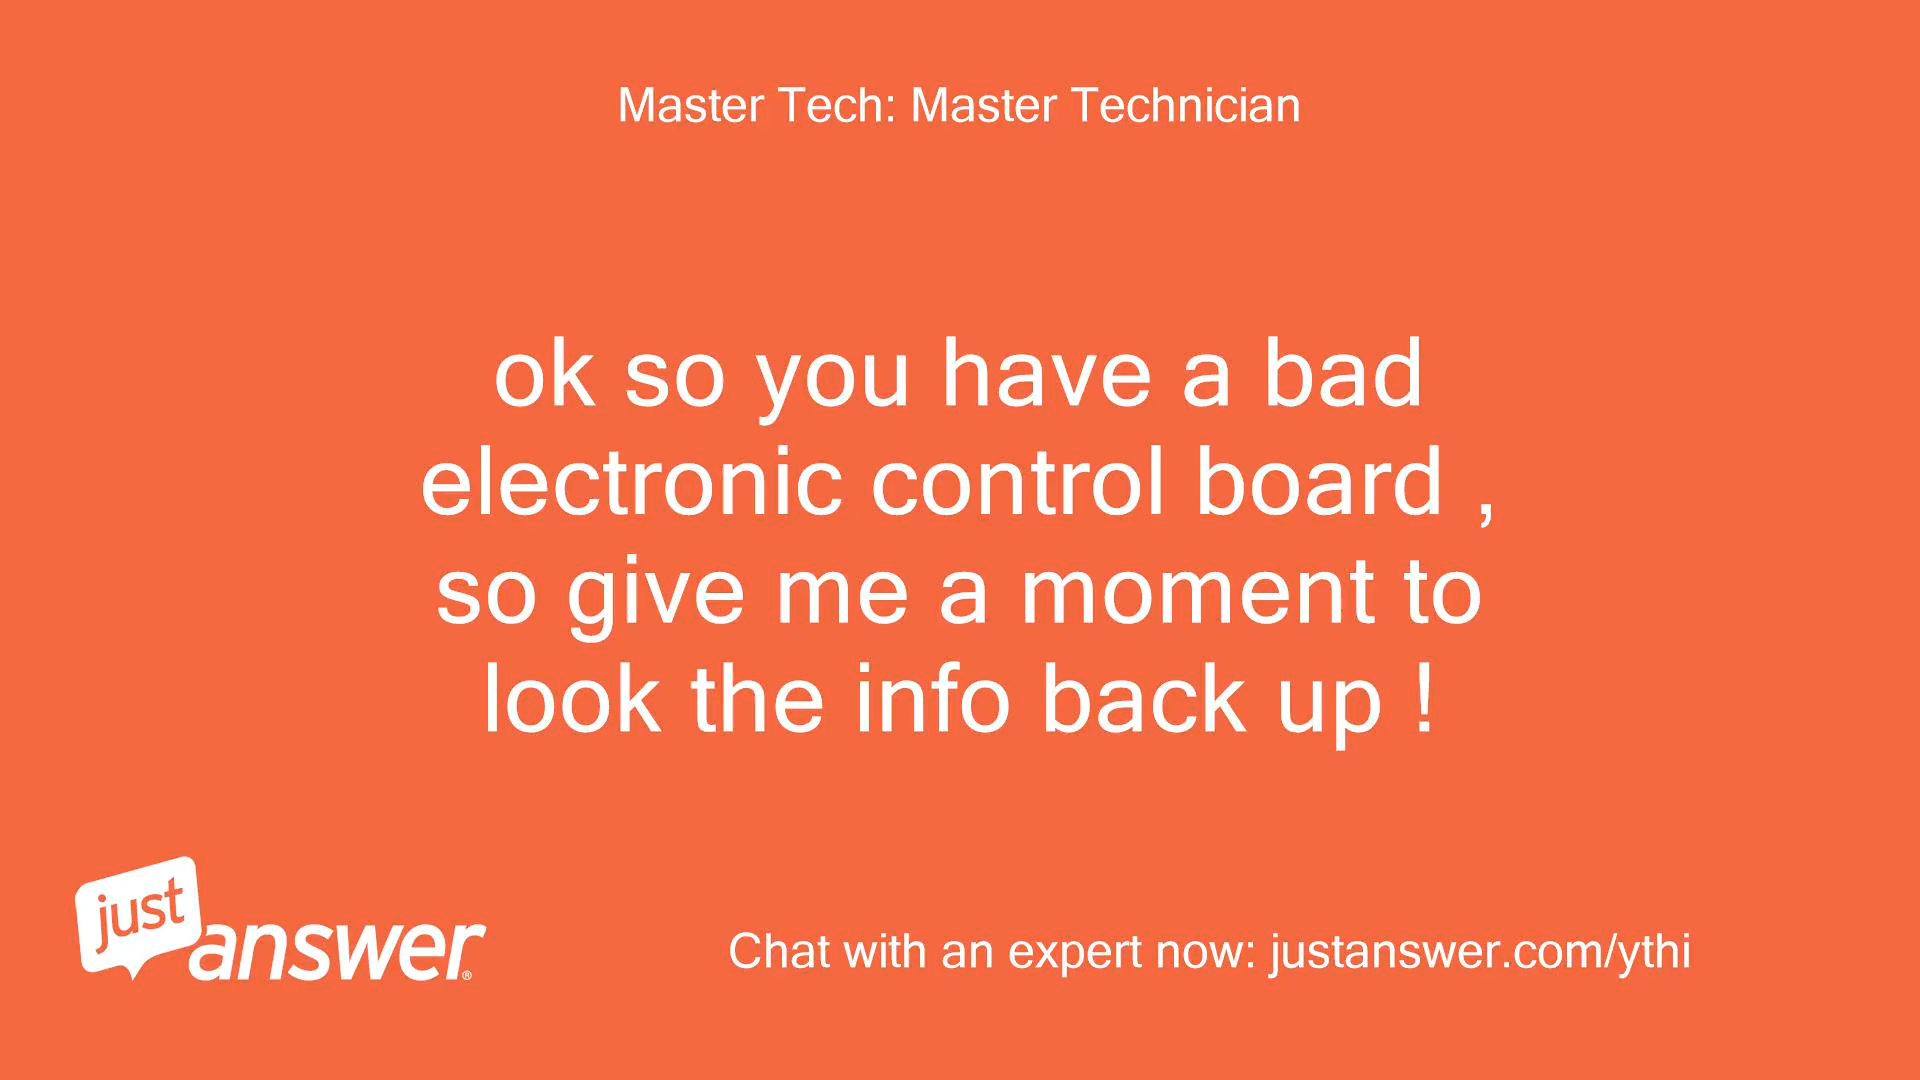 Master Tech: Master Technician
ok so you have a bad
electronic control board ,
so give me a moment to
look the info back up !
just
answer®
Chat with an expert now: justanswer.com/ythi